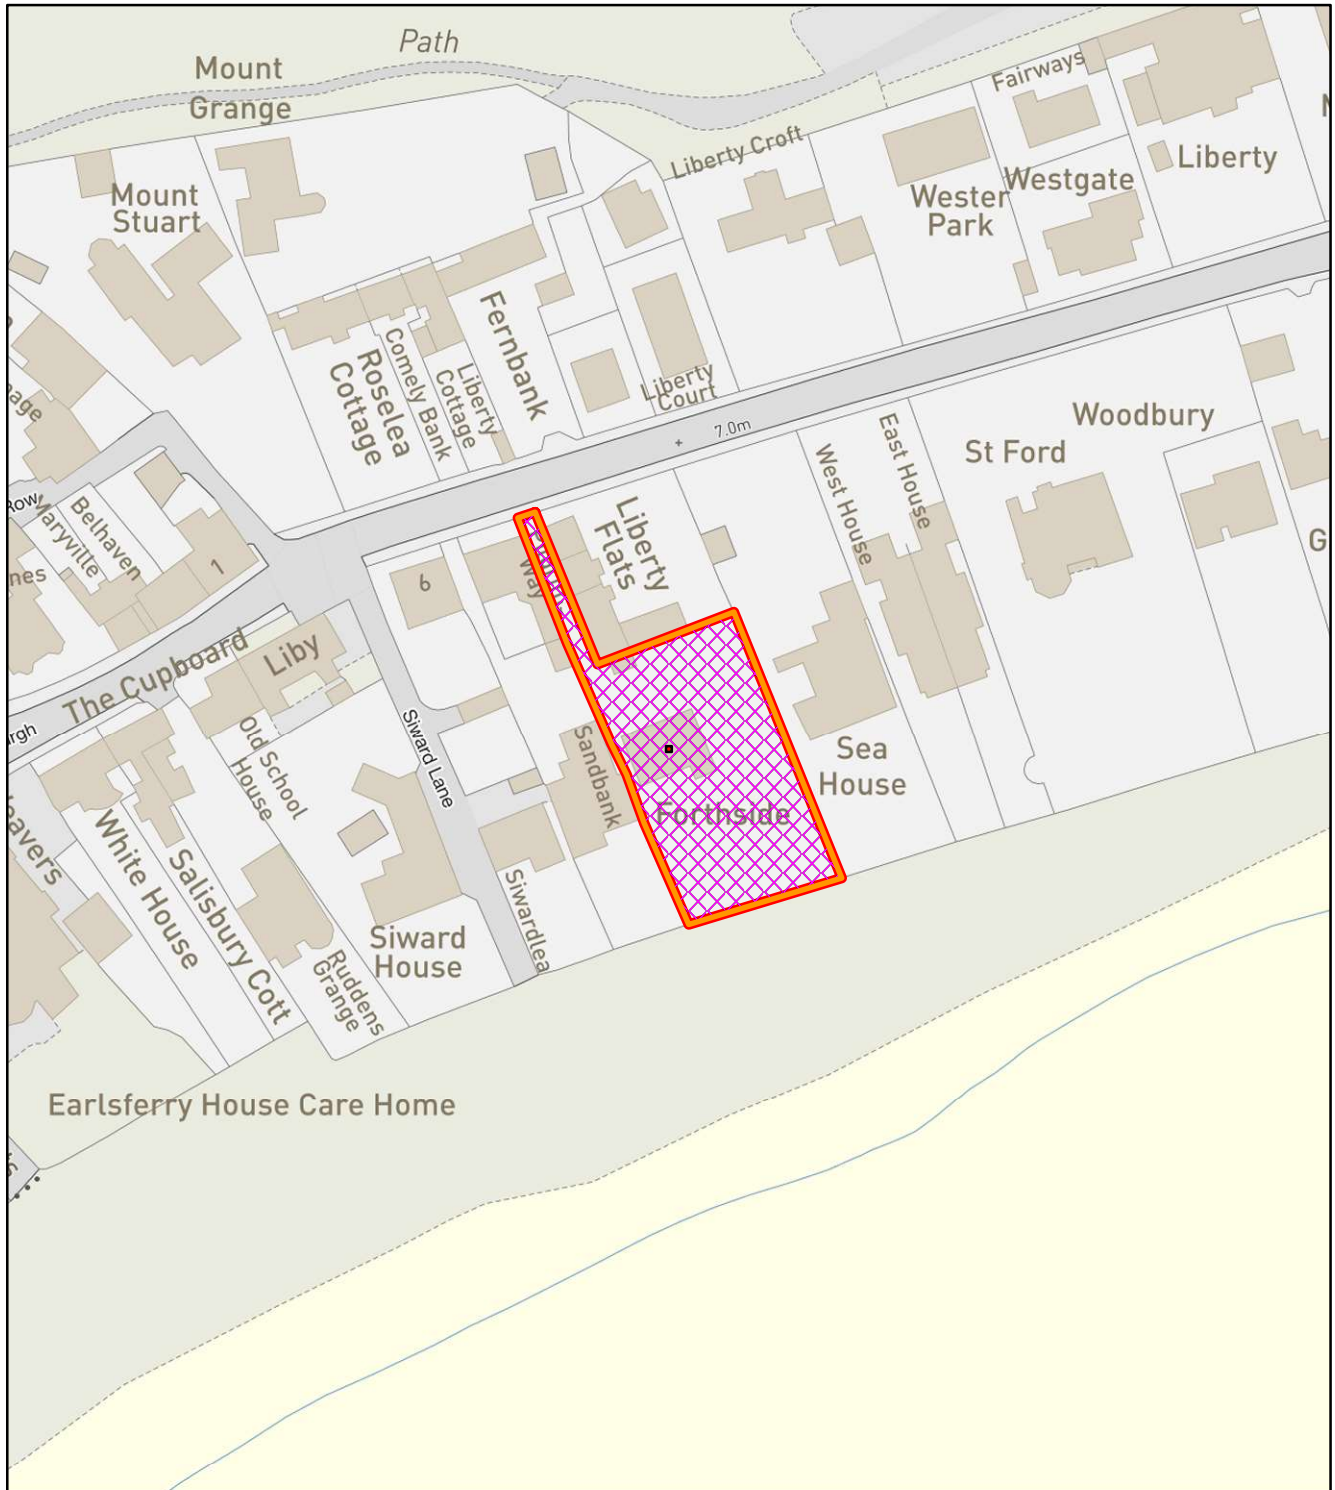 Path
Mount
Grange
Fairways
Liberty Croft
Liberty
Westgate
Wester
Park
Mount
Stuart
Fernbank
Roselea
Cottage
Comely Bank
Liberty
Cottage
Liberty
Court
7.0m
Woodbury
St Ford
East House
West House
Liberty
Flats
Way
6
Row
Maryville
Belhaven
1
nes
The Cupboard
Liby
Old School
House
Siward Lane
Sandbank
Sea
House
Forthside
White House
Salisbury Cott
Siward
House
Siwardlea
Ruddens
Grange
G
Earlsferry House Care Home